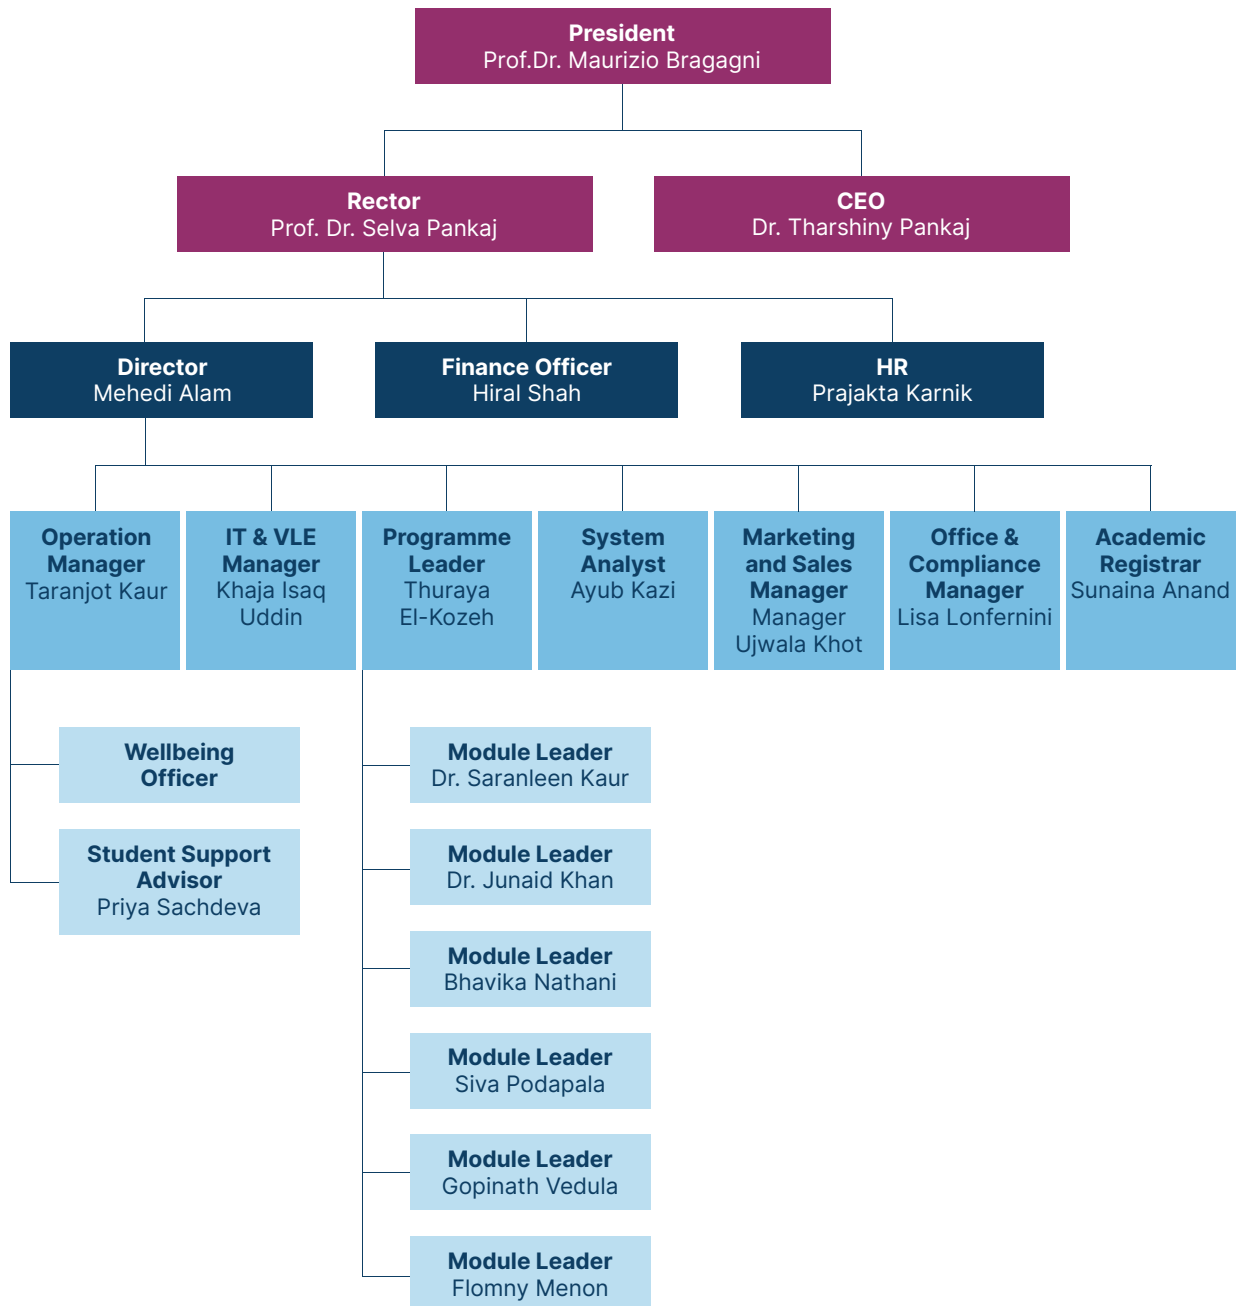 President
Prof.Dr. Maurizio Bragagni
Rector
Prof. Dr. Selva Pankaj
CEO
Dr. Tharshiny Pankaj
Director
Mehedi Alam
Finance Officer
Hiral Shah
HR
Prajakta Karnik
Operation
Manager
Taranjot Kaur
IT & VLE
Manager
Khaja Isaq
Uddin
Programme
Leader
Thuraya
El-Kozeh
System
Analyst
Ayub Kazi
Marketing
and Sales
Manager
Manager
Ujwala Khot
Office &
Compliance
Manager
Lisa Lonfernini
Academic
Registrar
Sunaina Anand
Wellbeing
Officer
Student Support
Advisor
Priya Sachdeva
Module Leader
Dr. Saranleen Kaur
Module Leader
Dr. Junaid Khan
Module Leader
Bhavika Nathani
Module Leader
Siva Podapala
Module Leader
Gopinath Vedula
Module Leader
Flomny Menon